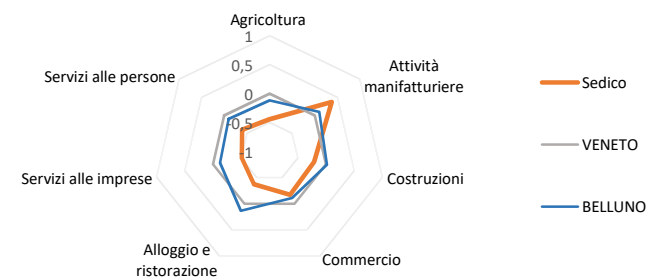 Agricoltura
1
0,5
0
-0,5
-1
Attività
manifatturiere
Costruzioni
Commercio
Alloggio e
ristorazione
Servizi alle imprese
Servizi alle persone
Sedico
VENETO
BELLUNO